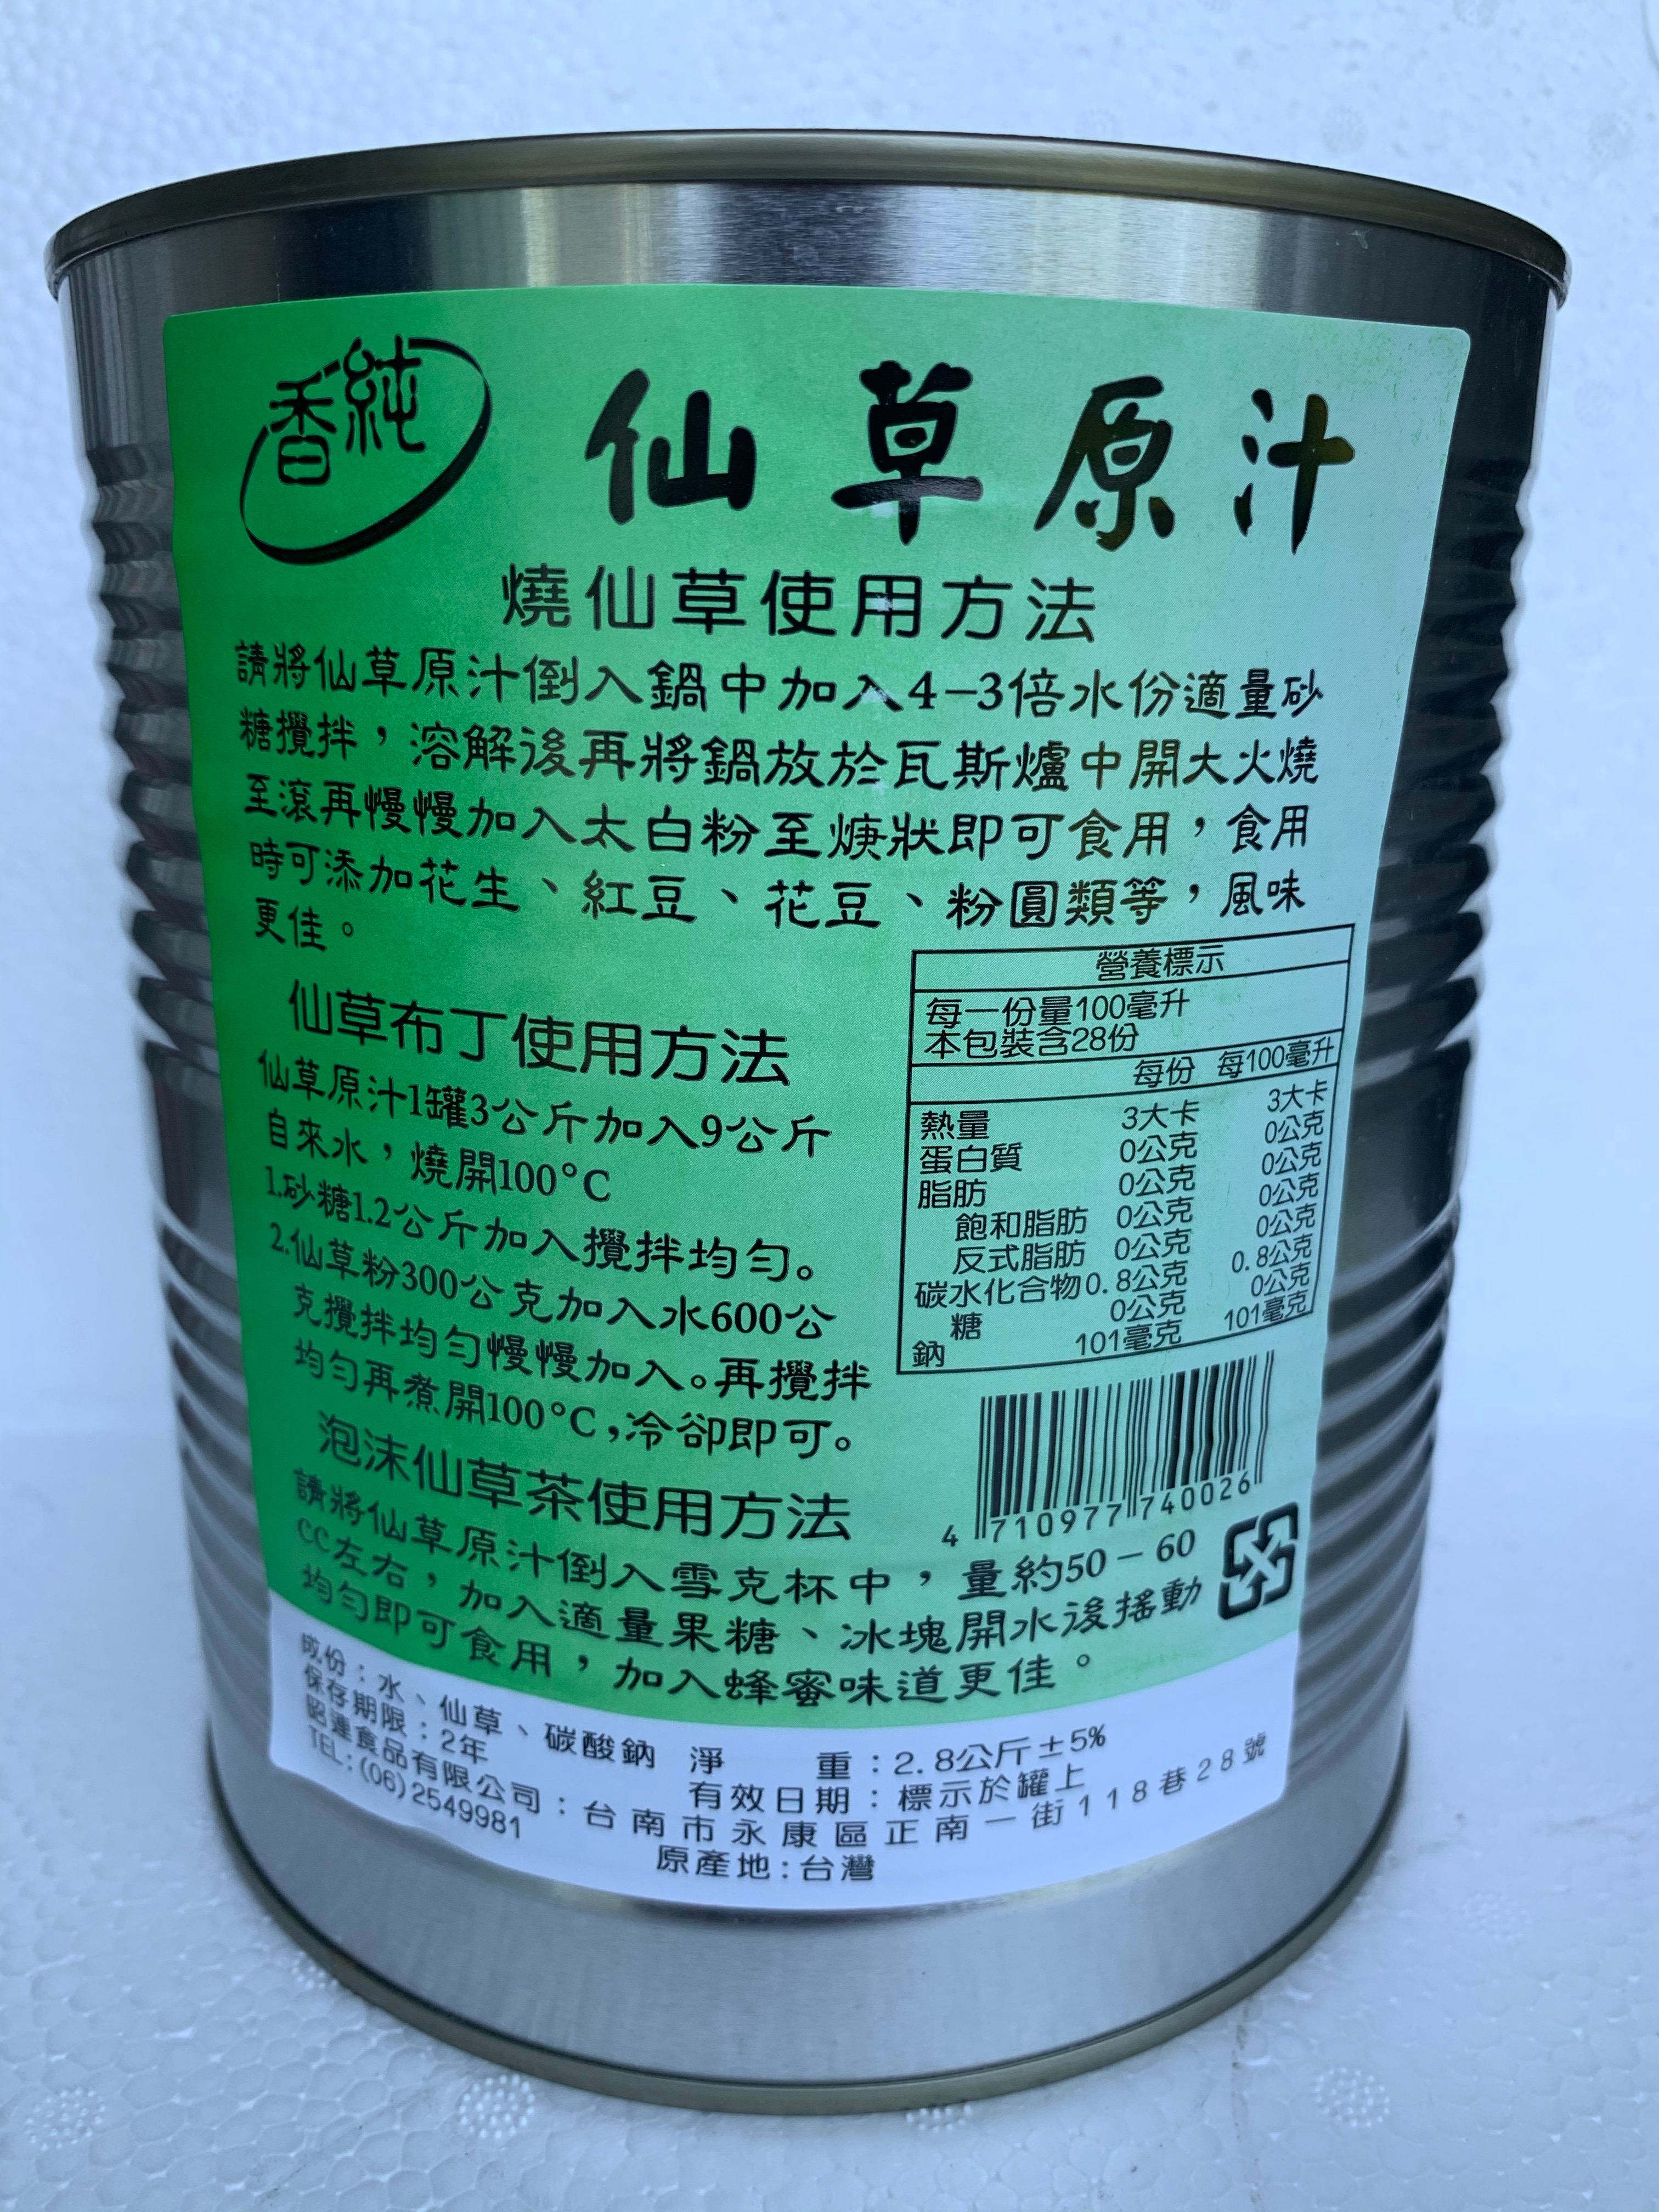 香純
仙草原汁
燒仙草使用方法
請將仙草原汁倒入鍋中加入4-3倍水份適量砂
糖攪拌，溶解後再將鍋放於瓦斯爐中開大火燒
至滾再慢慢加入太白粉至焿狀即可食用，食用
時可添加花生、紅豆、花豆、粉圓類等，風味
更佳。
仙草布丁使用方法
仙草原汁1罐3公斤加入9公斤
自來水，燒開100°C
1.砂糖1.2公斤加入攪拌均勻。
2.仙草粉300公克加入水600公
克攪拌均勻慢慢加入。再攪拌
均勻再煮開100°C,冷卻即可。
營養標示
每一份量100毫升
本包裝含28份
每份 每100毫升
熱量 3大卡 3大卡
蛋白質 0公克 0公克
脂肪 0公克 0公克
飽和脂肪 0公克 0公克
反式脂肪 0公克 0公克
碳水化合物 0.8公克 0.8公克
糖 0公克 0公克
鈉 101毫克 101毫克
4 710977 740026
泡沫仙草茶使用方法
請將仙草原汁倒入雪克杯中，量約50－60
CC左右，加入適量果糖、冰塊開水後搖動
均勻即可食用，加入蜂蜜味道更佳。
成份：水、仙草、碳酸鈉 淨重：2.8公斤±5%
保存期限：2年 有效日期：標示於罐上
昭連食品有限公司：台南市永康區正南一街118巷28號
TEL:(06)2549981
原產地:台灣